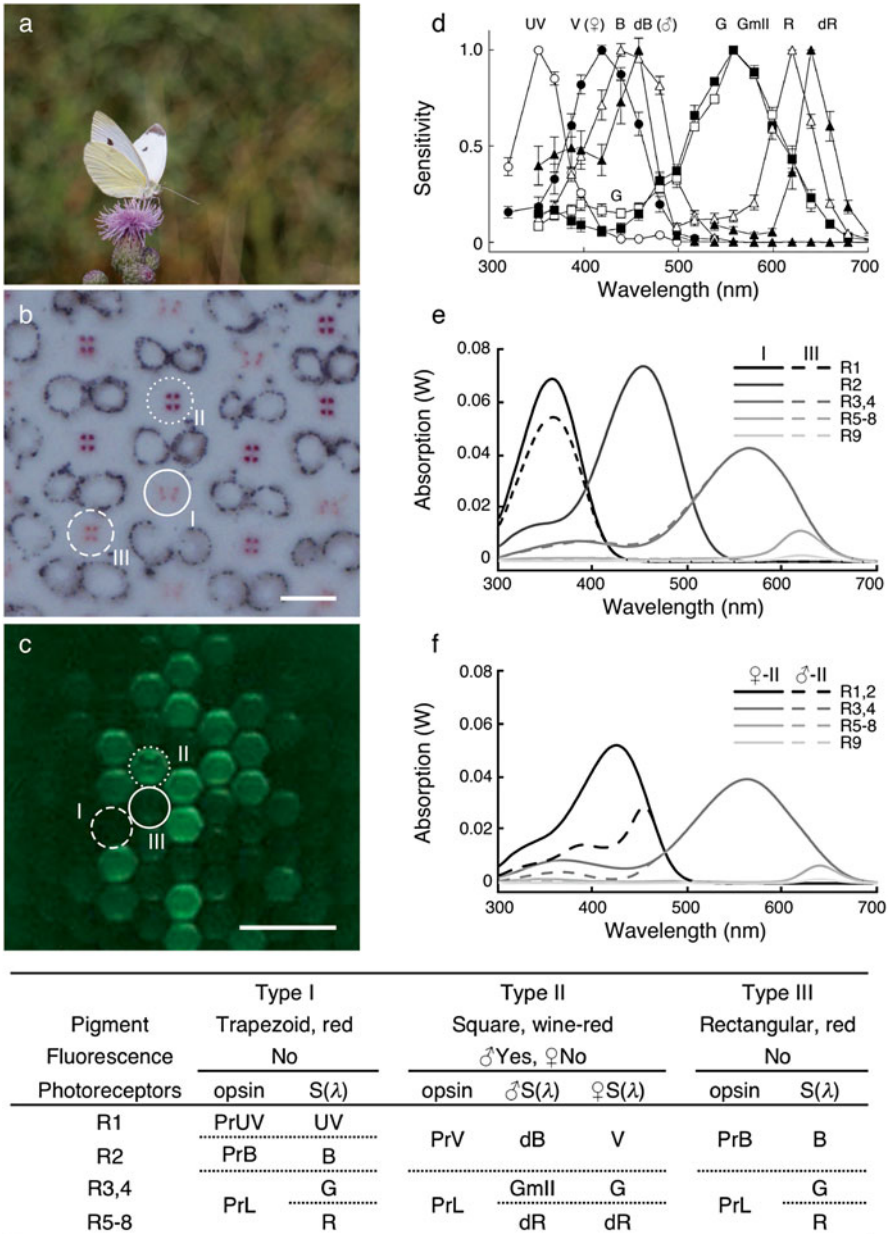 a
b
II
I
III
c
II
I
III
d
UV V (♀) B dB (♂) G GmII R dR
1.0
0.5
0
Sensitivity
G
300 400 500 600 700
Wavelength (nm)
e
0.08
0.06
0.04
0.02
0
Absorption (W)
I III
R1
R2
R3,4
R5-8
R9
300 400 500 600 700
Wavelength (nm)
f
0.08
0.06
0.04
0.02
0
Absorption (W)
♀-II ♂-II
R1,2
R3,4
R5-8
R9
300 400 500 600 700
Wavelength (nm)
Type I Type II Type III
Pigment Trapezoid, red Square, wine-red Rectangular, red
Fluorescence No ♂Yes, ♀No No
Photoreceptors opsin S(λ) opsin ♂S(λ) ♀S(λ) opsin S(λ)
R1 PrUV UV PrV dB V PrB B
R2 PrB B
R3,4 PrL G PrL GmII G PrL G
R5-8 R dR dR R